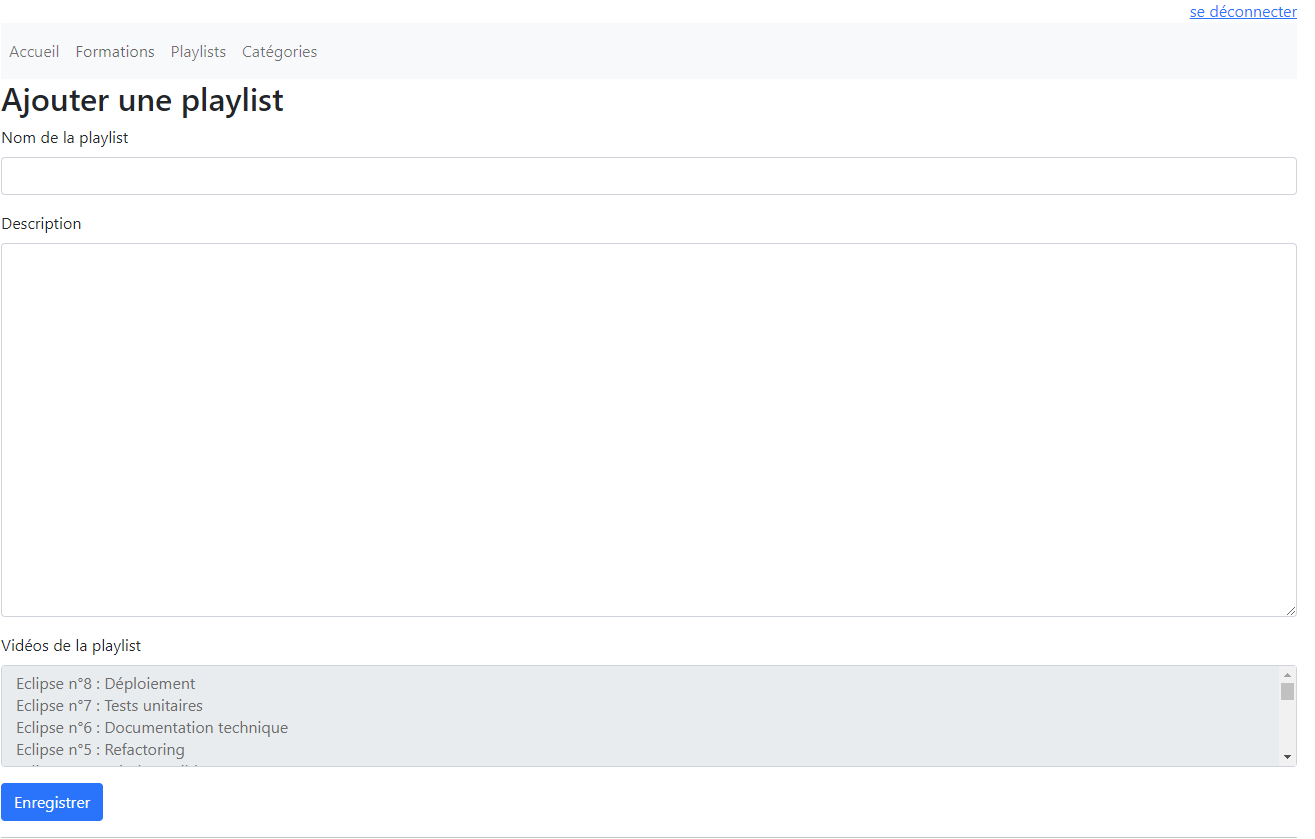 se déconnecter
Accueil Formations Playlists Catégories
Ajouter une playlist
Nom de la playlist
Description
Vidéos de la playlist
Eclipse n°8 : Déploiement
Eclipse n°7 : Tests unitaires
Eclipse n°6 : Documentation technique
Eclipse n°5 : Refactoring
Enregistrer